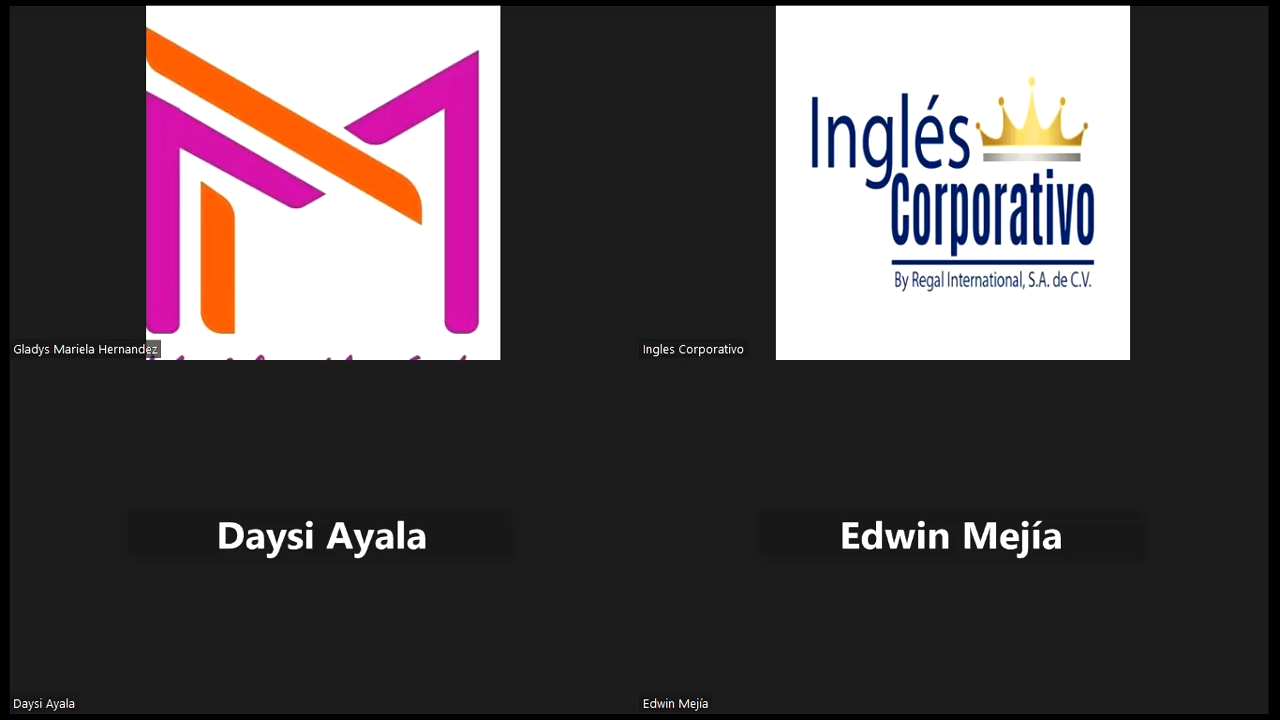 Gladys Mariela Hernandez
Inglés
Corporativo
By Regal International, S.A. de C.V.
Ingles Corporativo
Daysi Ayala
Edwin Mejía
Daysi Ayala
Edwin Mejía